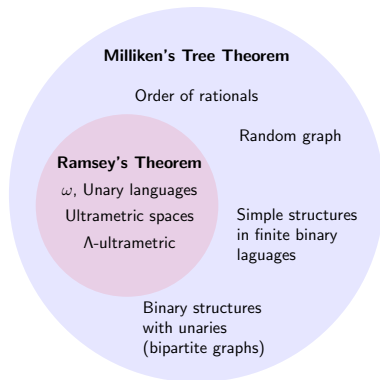 Milliken's Tree Theorem
Order of rationals
Random graph
Ramsey's Theorem
ω, Unary languages
Ultrametric spaces
Λ-ultrametric
Simple structures
in finite binary
laguages
Binary structures
with unaries
(bipartite graphs)